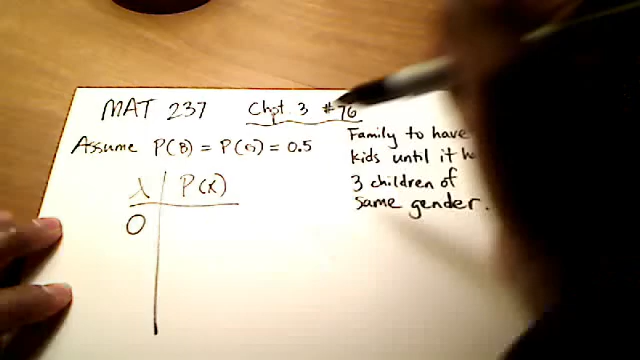 MAT 237 Chpt. 3 #76
Assume P(B) = P(G) = 0.5
Family to have
kids until it
3 children of
same gender.
X P(X)
0